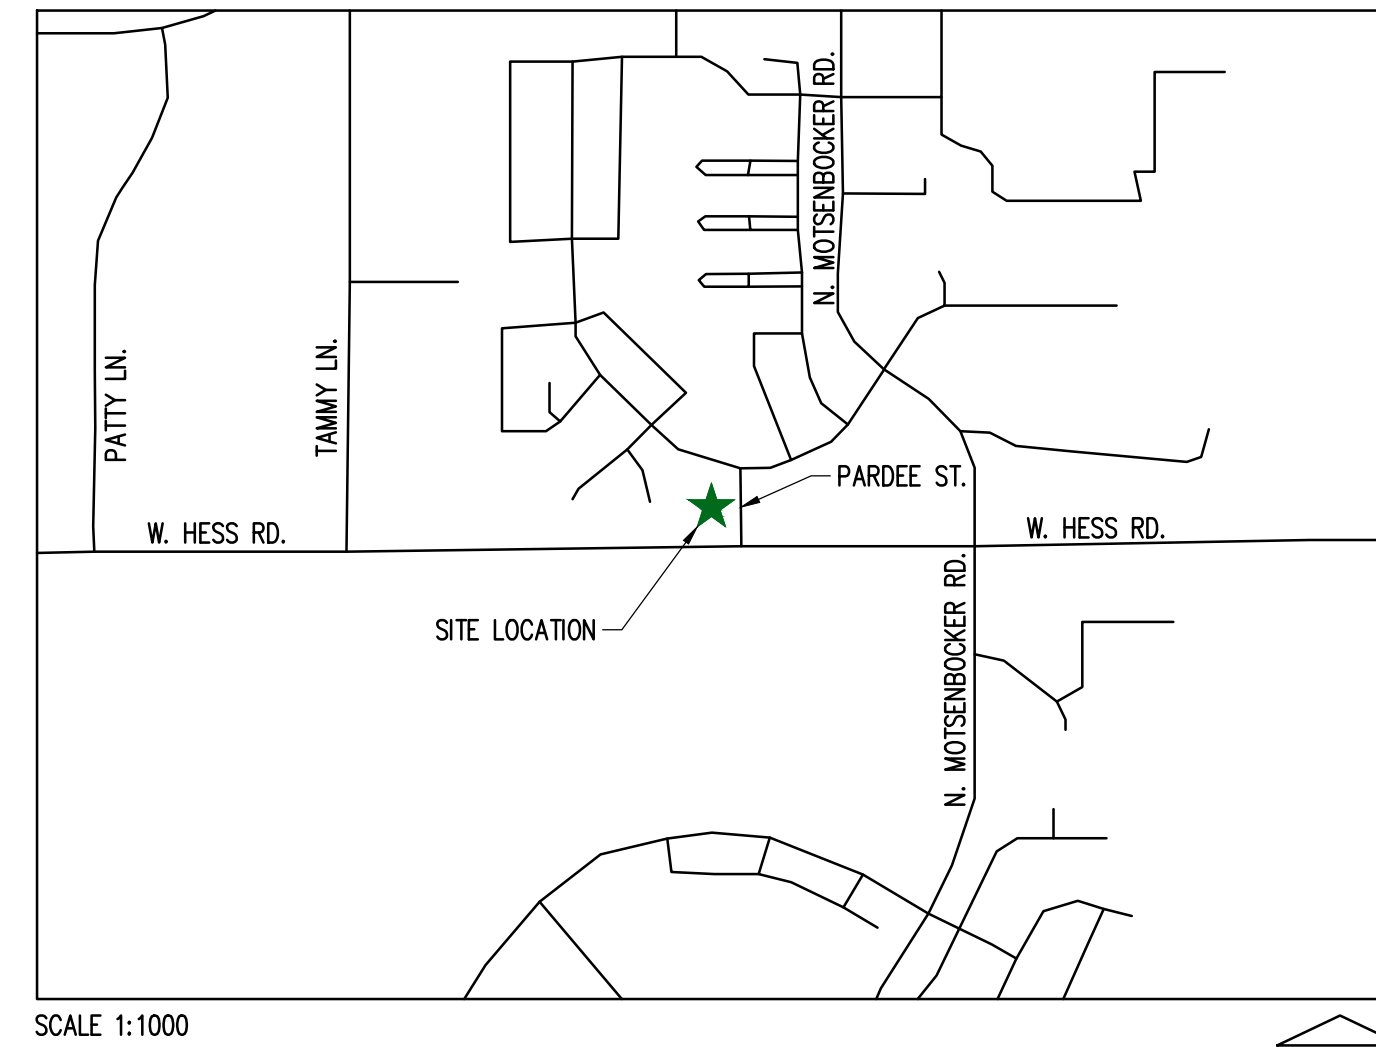 N. MOTSENBOCKER RD.
PATTY LN.
TAMMY LN.
PARDEE ST.
W. HESS RD.
W. HESS RD.
SITE LOCATION
N. MOTSENBOCKER RD.
SCALE 1:1000